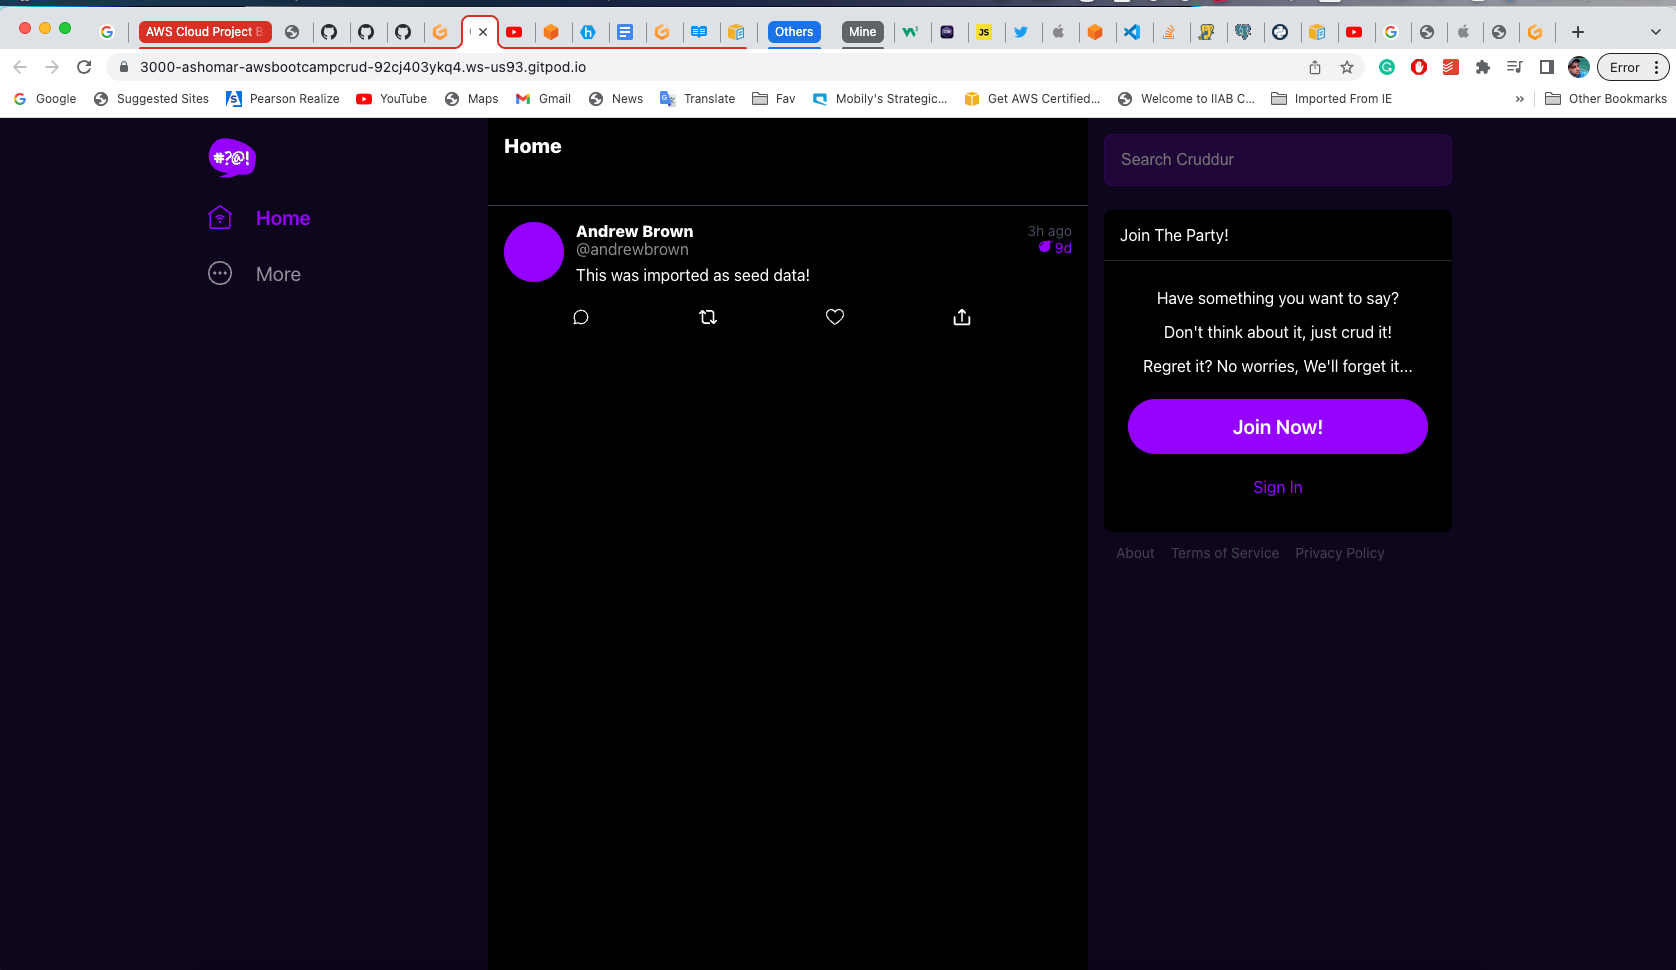 AWS Cloud Project B
Others
Mine
3000-ashomar-awsbootcampcrud-92cj403ykq4.ws-us93.gitpod.io
Error
Google
Suggested Sites
Pearson Realize
YouTube
Maps
Gmail
News
Translate
Fav
Mobily's Strategic...
Get AWS Certified...
Welcome to IIAB C...
Imported From IE
»
Other Bookmarks
#?@!
Home
More
Home
Andrew Brown
3h ago
@andrewbrown
9d
This was imported as seed data!
Search Cruddur
Join The Party!
Have something you want to say?
Don't think about it, just crud it!
Regret it? No worries, We'll forget it...
Join Now!
Sign In
About Terms of Service Privacy Policy